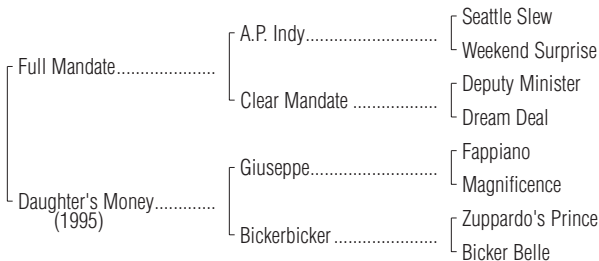 Seattle Slew
A.P. Indy
Weekend Surprise
Full Mandate
Deputy Minister
Clear Mandate
Dream Deal
Fappiano
Giuseppe
Magnificence
Daughter's Money
(1995)
Zuppardo's Prince
Bickerbicker
Bicker Belle